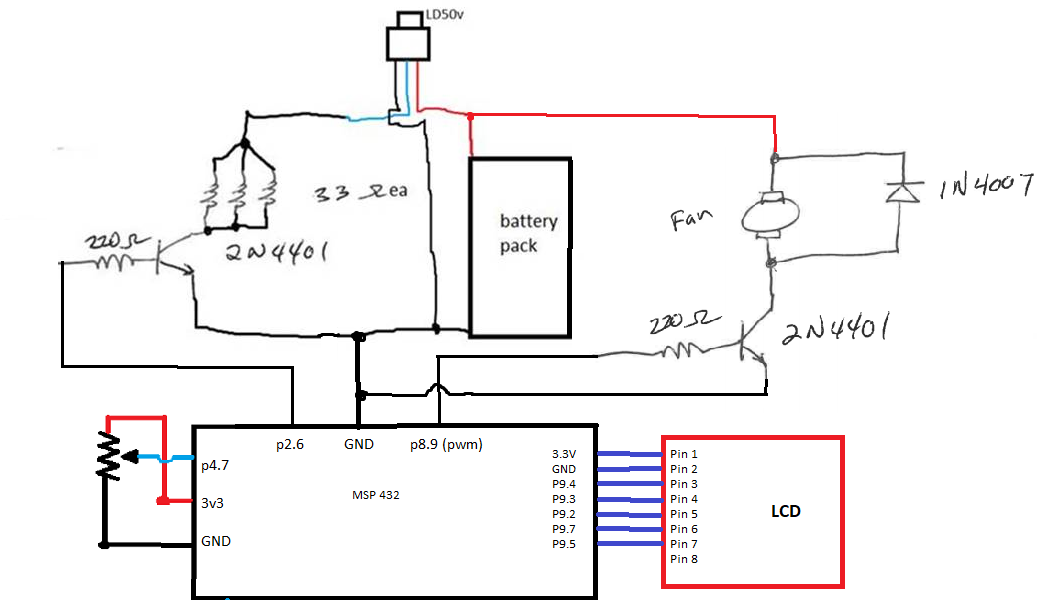 LD50v
33 Ω ea
220Ω
2N4401
battery
pack
Fan
1N4007
220Ω
2N4401
p2.6
GND
p8.9 (pwm)
p4.7
3v3
GND
MSP 432
3.3V
GND
P9.4
P9.3
P9.2
P9.7
P9.5
Pin 1
Pin 2
Pin 3
Pin 4
Pin 5
Pin 6
Pin 7
Pin 8
LCD